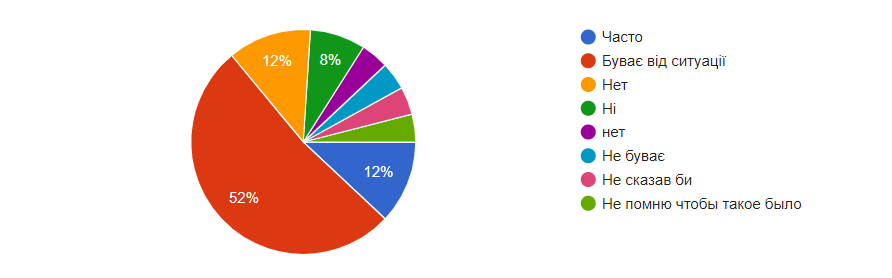 12%
8%
12%
52%
Часто
Буває від ситуації
Нет
Ні
нет
Не буває
Не сказав би
Не помню чтобы такое было